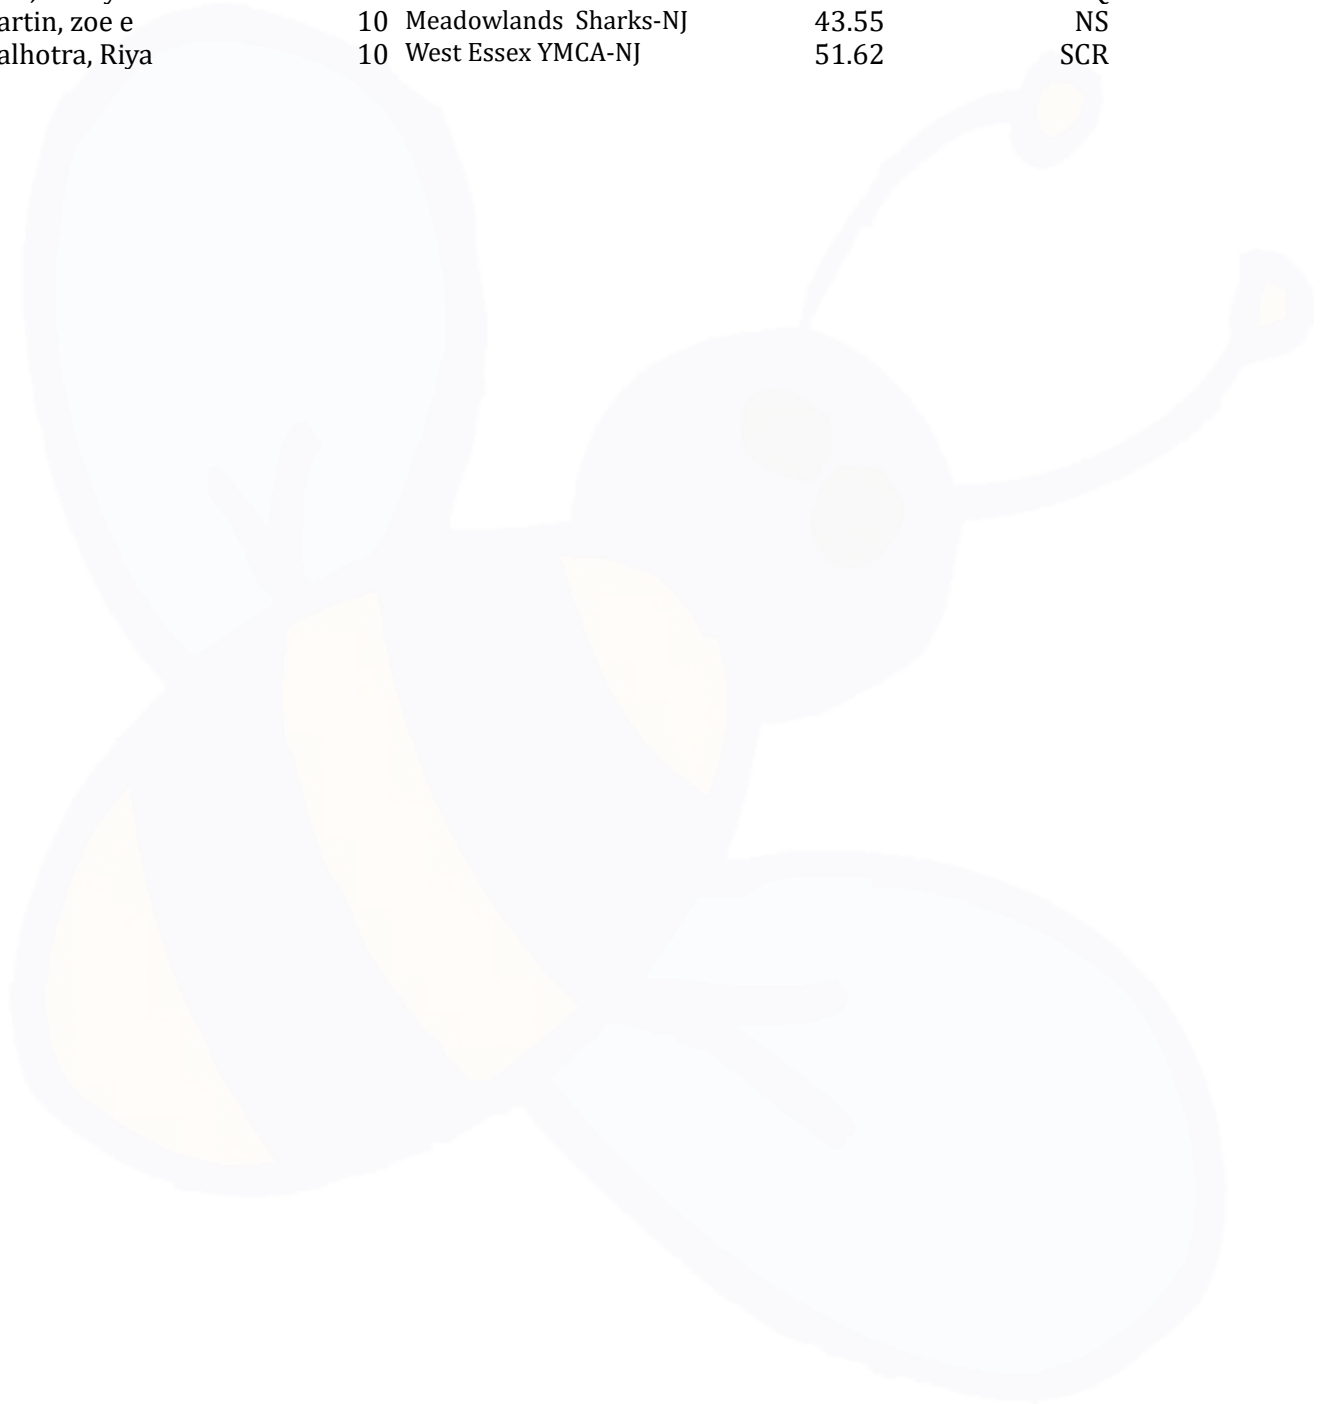 artin, zoe e 10 Meadowlands Sharks-NJ 43.55 NS
alhotra, Riya 10 West Essex YMCA-NJ 51.62 SCR